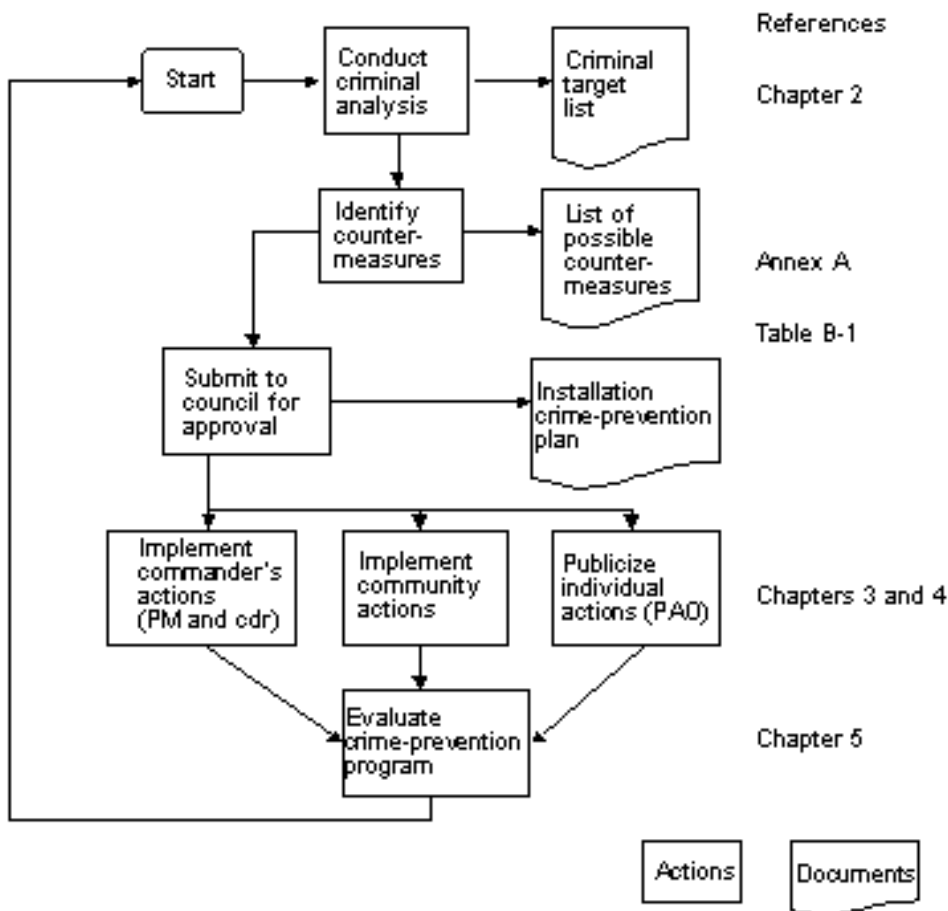 References
Start
Conduct
criminal
analysis
Criminal
target
list
Chapter 2
Identify
counter-
measures
List of
possible
counter-
measures
Annex A
Table B-1
Submit to
council for
approval
Installation
crime-prevention
plan
Implement
commander's
actions
(PM and cdr)
Implement
community
actions
Publicize
individual
actions (PAO)
Chapters 3 and 4
Evaluate
crime-prevention
program
Chapter 5
Actions
Documents